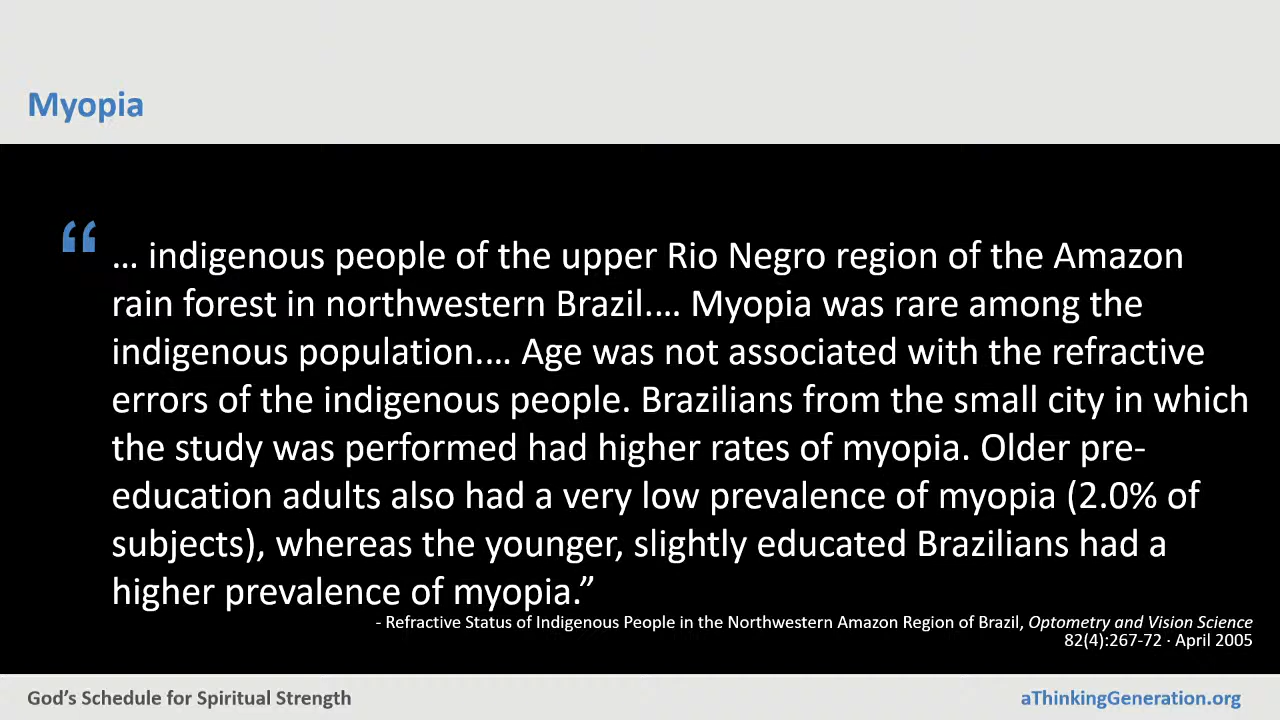 Myopia
“
... indigenous people of the upper Rio Negro region of the Amazon
rain forest in northwestern Brazil.... Myopia was rare among the
indigenous population.... Age was not associated with the refractive
errors of the indigenous people. Brazilians from the small city in which
the study was performed had higher rates of myopia. Older pre-
education adults also had a very low prevalence of myopia (2.0% of
subjects), whereas the younger, slightly educated Brazilians had a
higher prevalence of myopia.”
- Refractive Status of Indigenous People in the Northwestern Amazon Region of Brazil, Optometry and Vision Science
82(4):267-72 · April 2005
God’s Schedule for Spiritual Strength
aThinkingGeneration.org